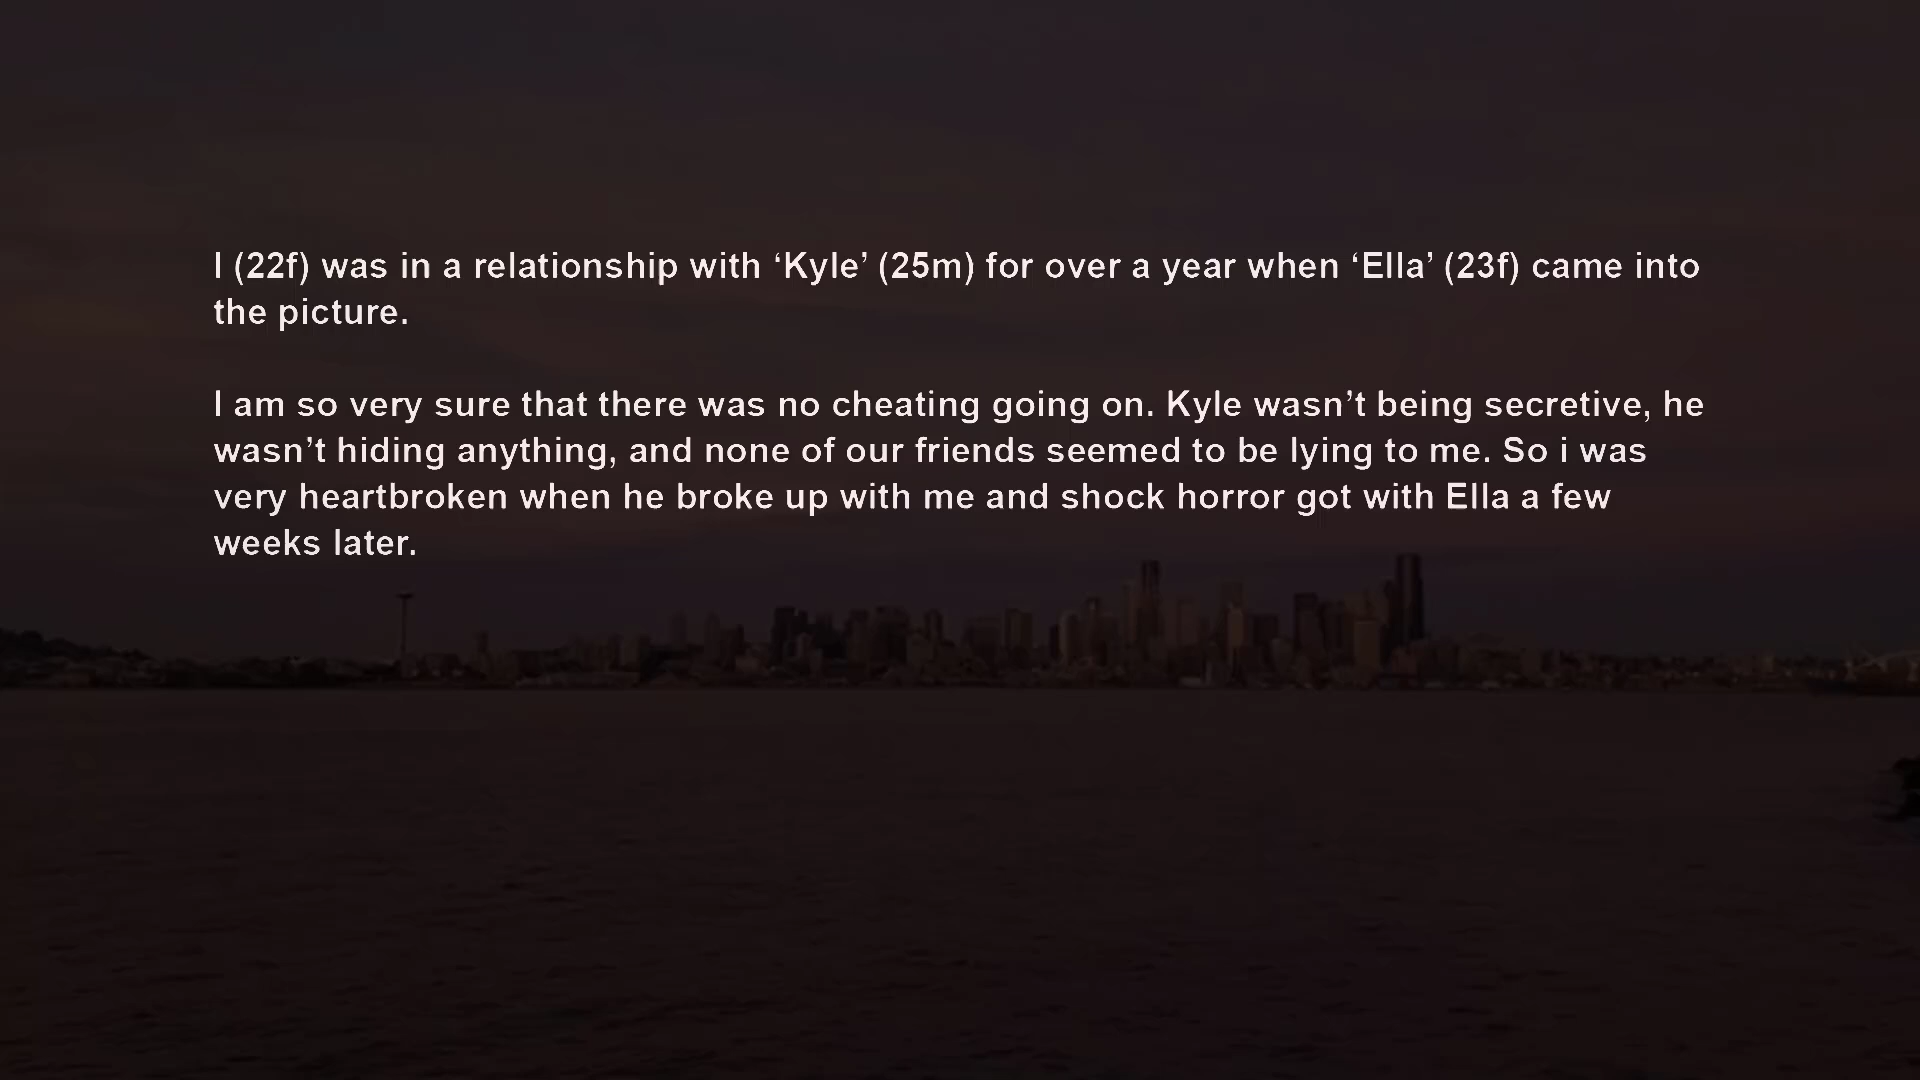 I (22f) was in a relationship with ‘Kyle’ (25m) for over a year when ‘Ella’ (23f) came into
the picture.
I am so very sure that there was no cheating going on. Kyle wasn’t being secretive, he
wasn’t hiding anything, and none of our friends seemed to be lying to me. So i was
very heartbroken when he broke up with me and shock horror got with Ella a few
weeks later.